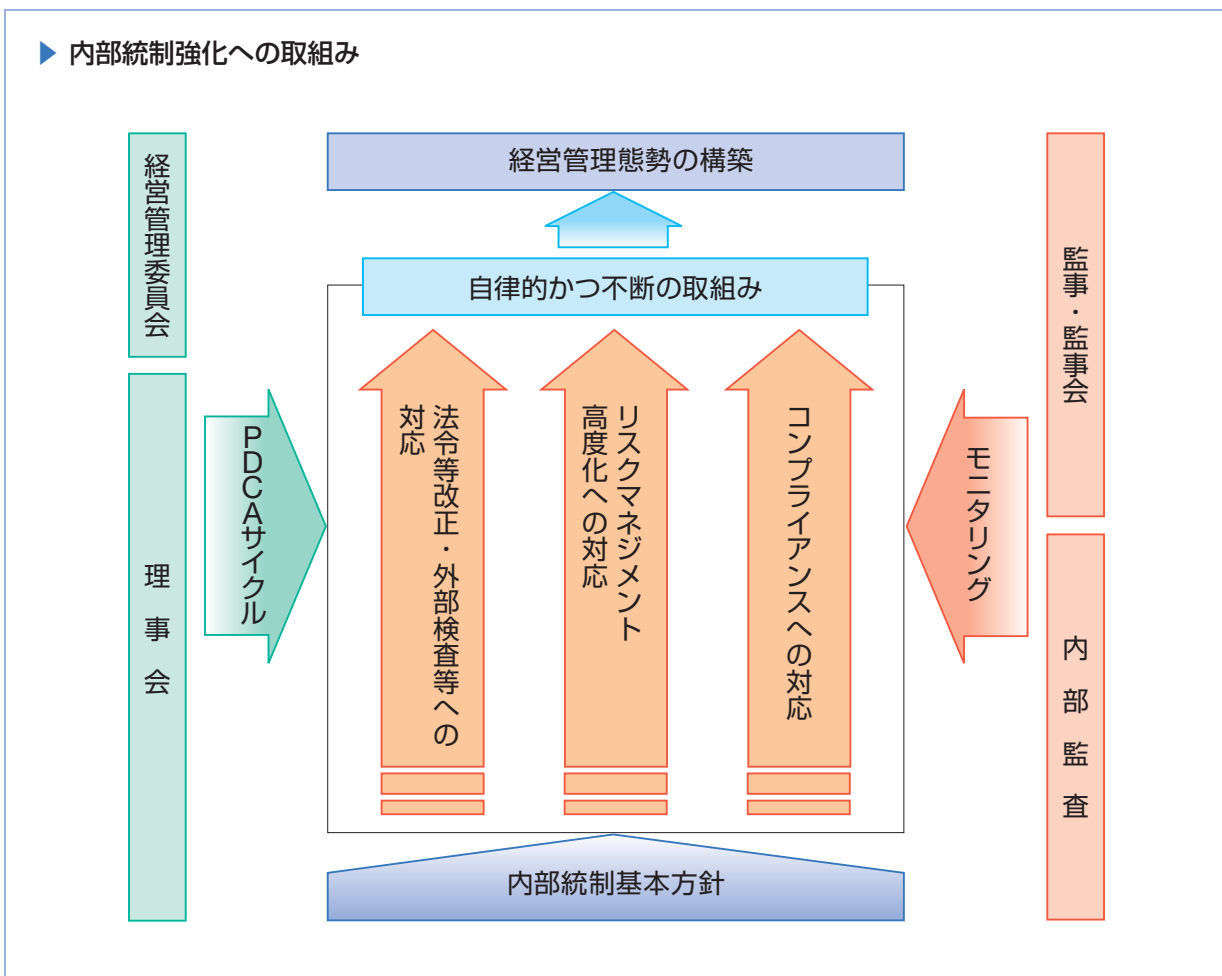 内部統制強化への取組み
経営管理委員会
理事会
PDCAサイクル
経営管理態勢の構築
自律的かつ不断の取組み
法令等改正・外部検査等への
対応
リスクマネジメント
高度化への対応
コンプライアンスへの対応
内部統制基本方針
モニタリング
監事・監事会
内部監査